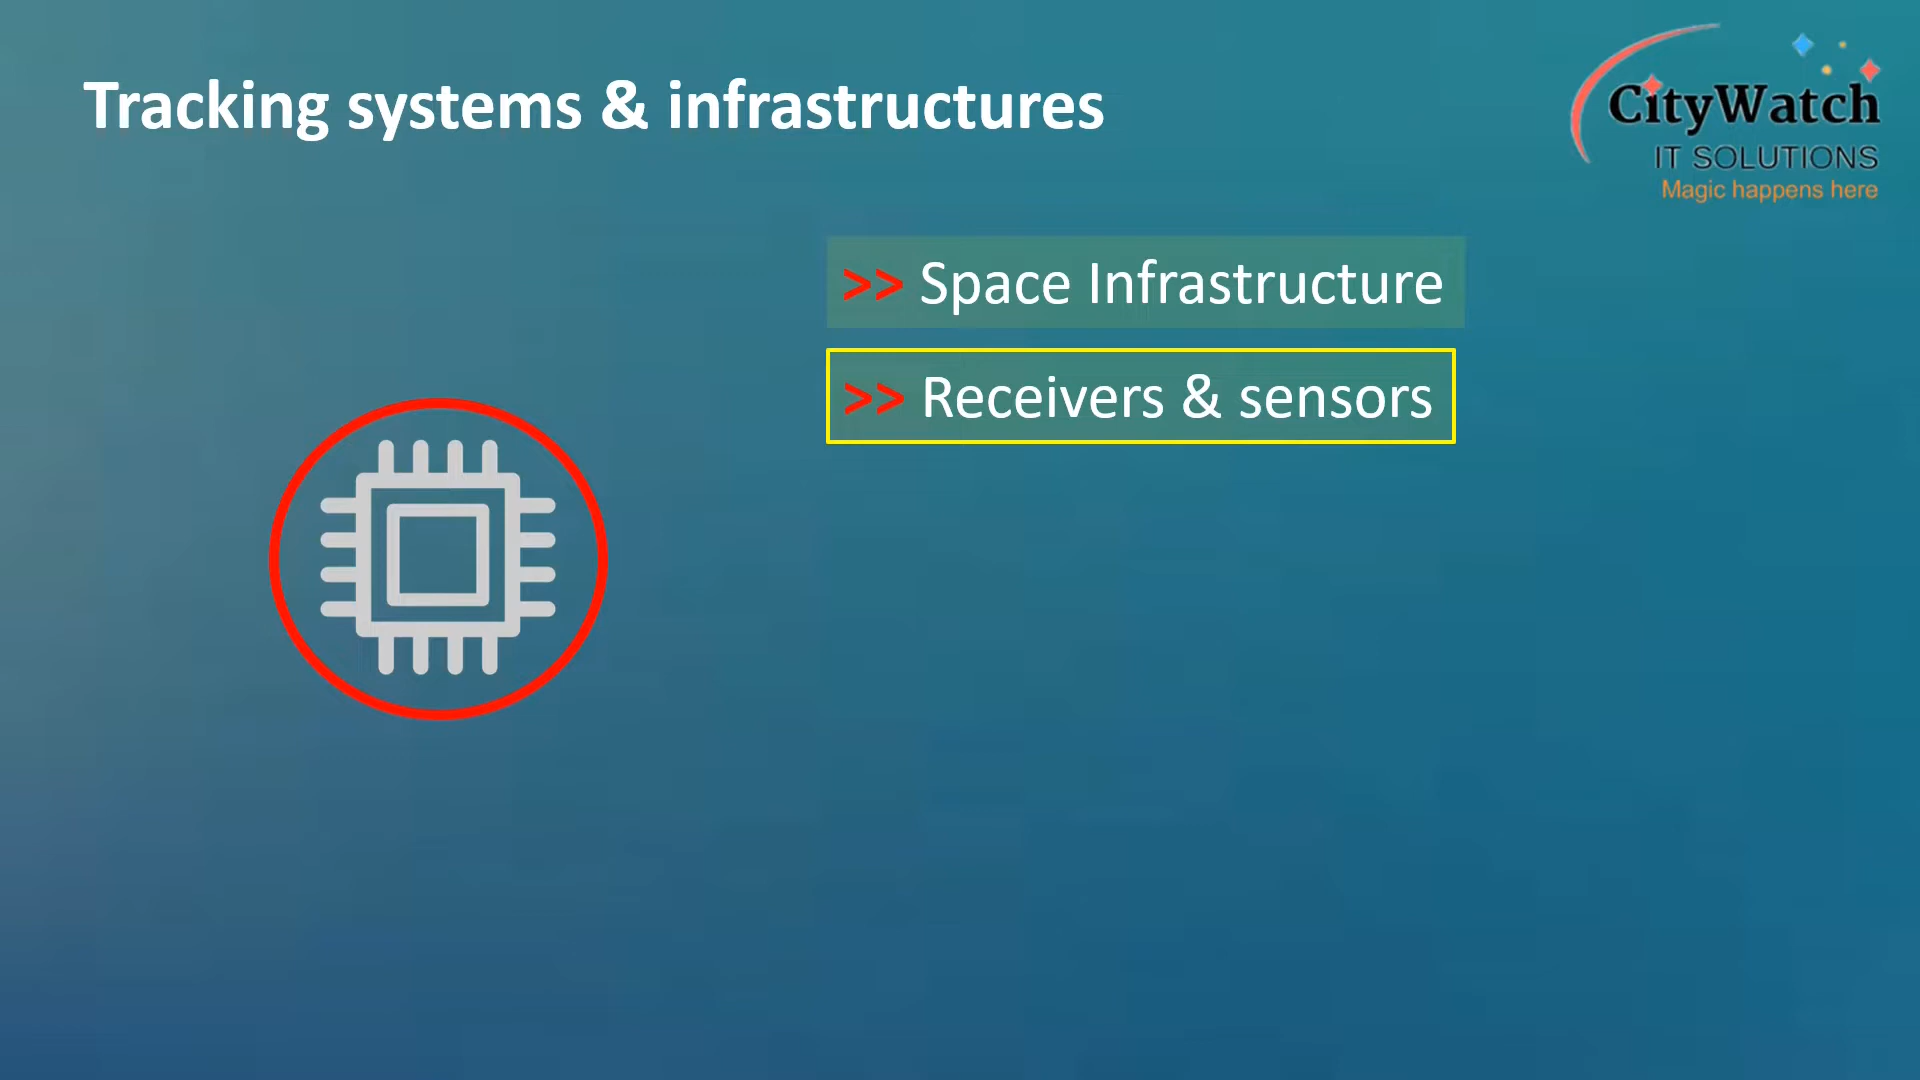 Tracking systems & infrastructures
CityWatch
IT SOLUTIONS
Magic happens here
>> Space Infrastructure
>> Receivers & sensors